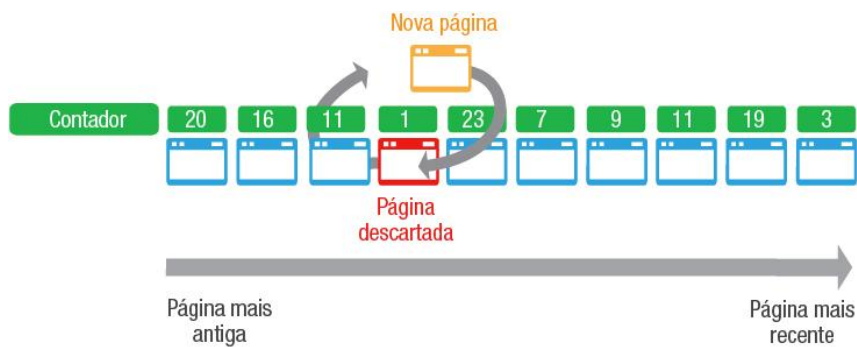 Nova página
Contador 20 16 11 1 23 7 9 11 19 3
Página
descartada
Página mais
antiga
Página mais
recente